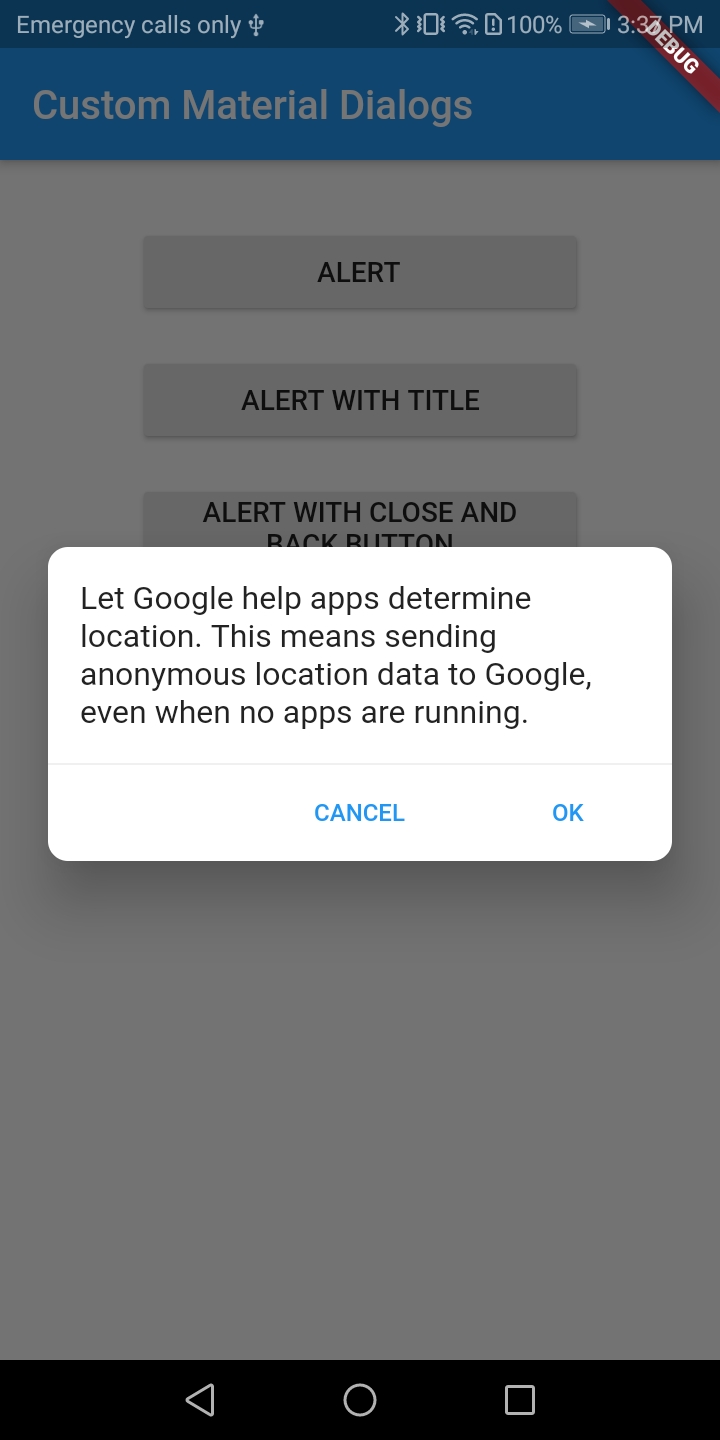 Emergency calls only 100% 3:37 PM
DEBUG
Custom Material Dialogs
ALERT
ALERT WITH TITLE
ALERT WITH CLOSE AND
BACK BUTTON
Let Google help apps determine
location. This means sending
anonymous location data to Google,
even when no apps are running.
CANCEL OK